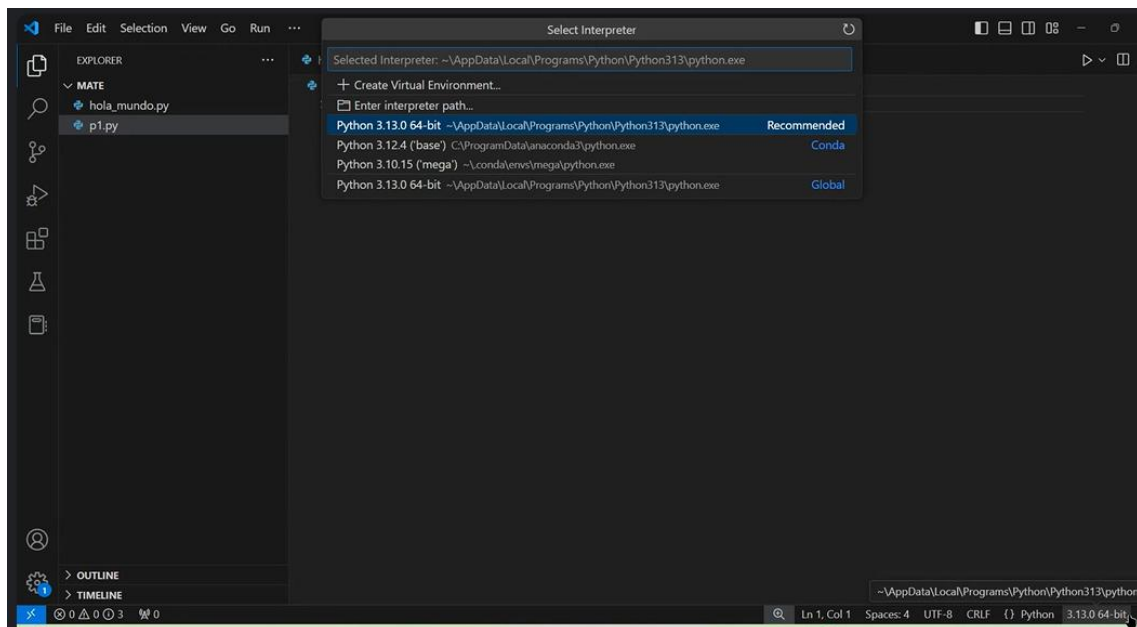 File Edit Selection View Go Run ···
Select Interpreter
EXPLORER ···
Selected Interpreter: ~\AppData\Local\Programs\Python\Python313\python.exe
MATE
+ Create Virtual Environment...
hola_mundo.py
Enter interpreter path...
p1.py
Python 3.13.0 64-bit ~\AppData\Local\Programs\Python\Python313\python.exe Recommended
Python 3.12.4 ('base') C:\ProgramData\anaconda3\python.exe Conda
Python 3.10.15 ('mega') ~\.conda\envs\mega\python.exe
Python 3.13.0 64-bit ~\AppData\Local\Programs\Python\Python313\python.exe Global
OUTLINE
1
TIMELINE
~\AppData\Local\Programs\Python\Python313\python
0 0 3 0 Ln 1, Col 1 Spaces: 4 UTF-8 CRLF {} Python 3.13.0 64-bit